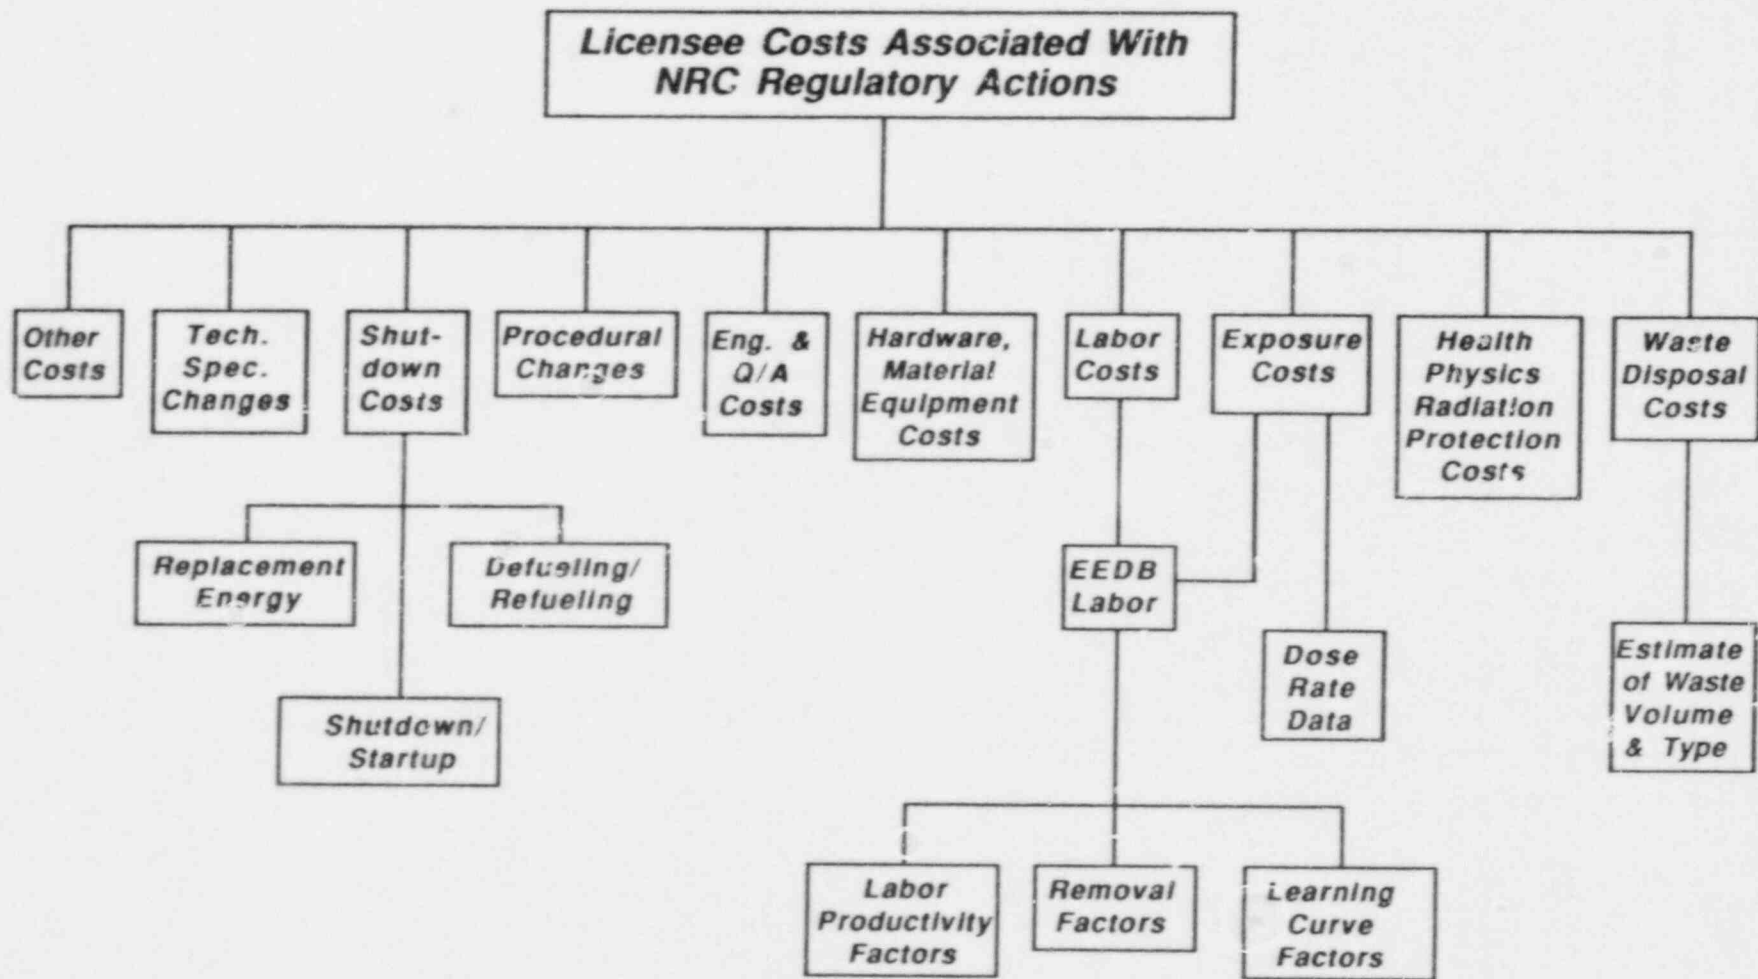 Licensee Costs Associated With
NRC Regulatory Actions
Other
Costs
Tech.
Spec.
Changes
Shut-
down
Costs
Procedural
Changes
Eng. &
Q/A
Costs
Hardware,
Material
Equipment
Costs
Labor
Costs
Exposure
Costs
Health
Physics
Radiation
Protection
Costs
Waste
Disposal
Costs
Replacement
Energy
Defueling/
Refueling
Shutdown/
Startup
EEDB
Labor
Dose
Rate
Data
Estimate
of Waste
Volume
& Type
Labor
Productivity
Factors
Removal
Factors
Learning
Curve
Factors